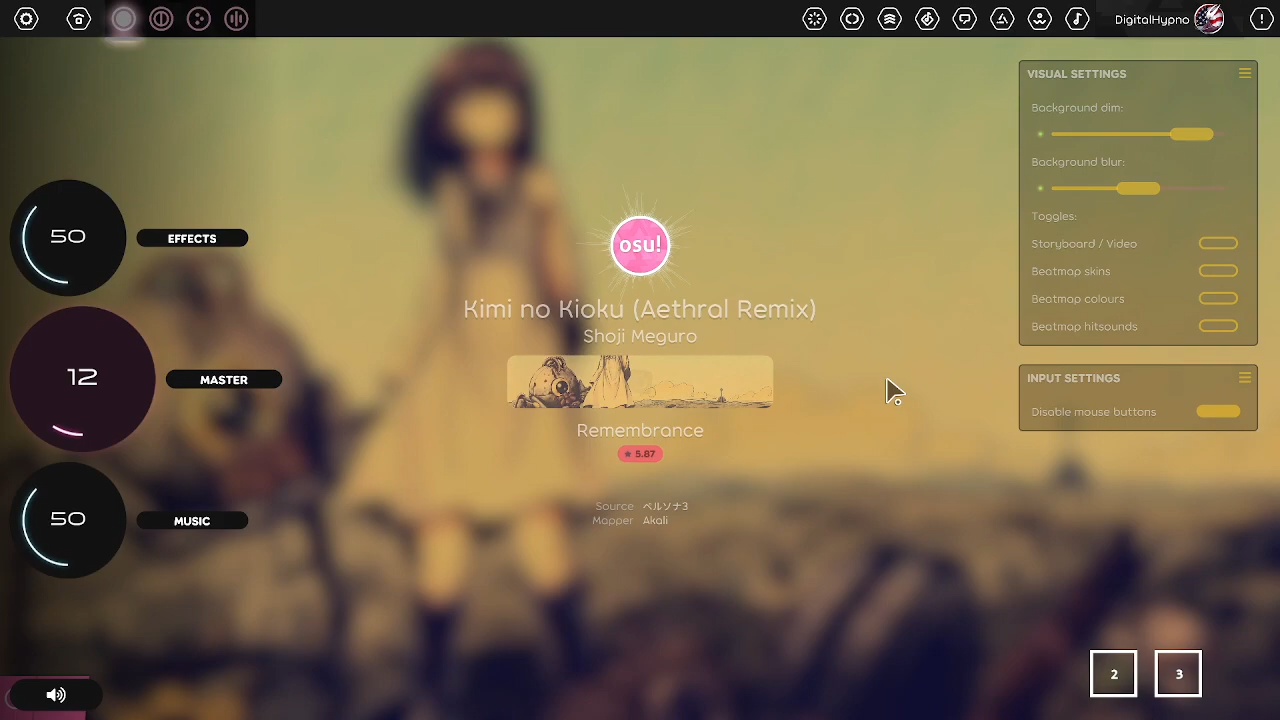 DigitalHypno
!
VISUAL SETTINGS
Background dim:
Background blur:
Toggles:
Storyboard / Video
Beatmap skins
Beatmap colours
Beatmap hitsounds
INPUT SETTINGS
Disable mouse buttons
50
EFFECTS
12
MASTER
50
MUSIC
osu!
Kimi no Kioku (Aethral Remix)
Shoji Meguro
Remembrance
5.87
Source ペルソナ3
Mapper Akali
2
3